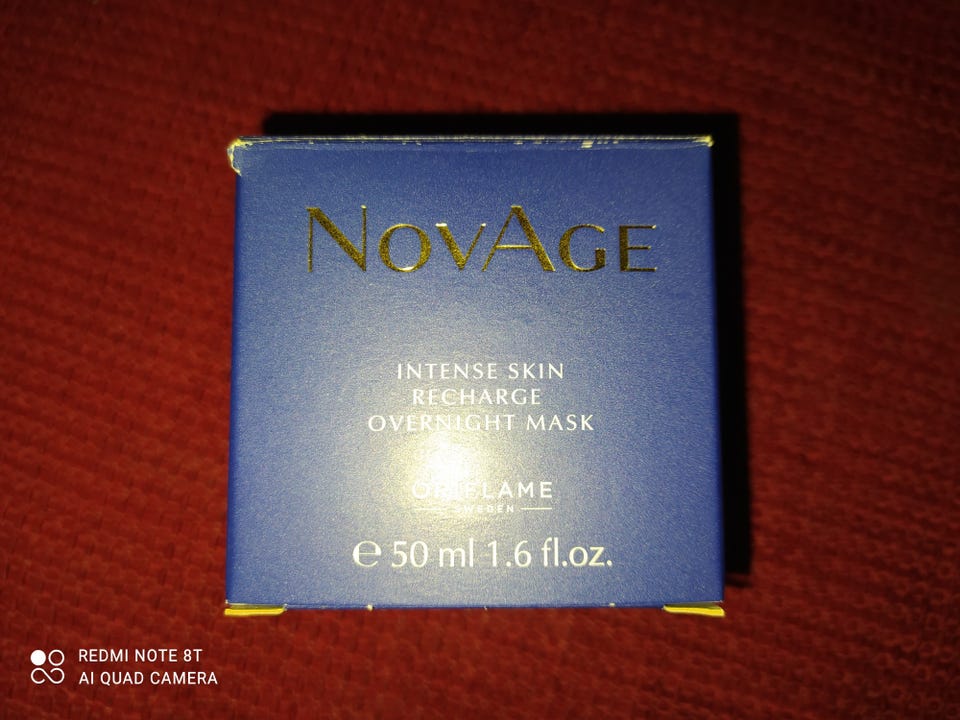 NOVAGE
INTENSE SKIN
RECHARGE
OVERNIGHT MASK
ORIFLAME
SWEDEN
℮ 50 ml 1.6 fl.oz.
REDMI NOTE 8T
AI QUAD CAMERA